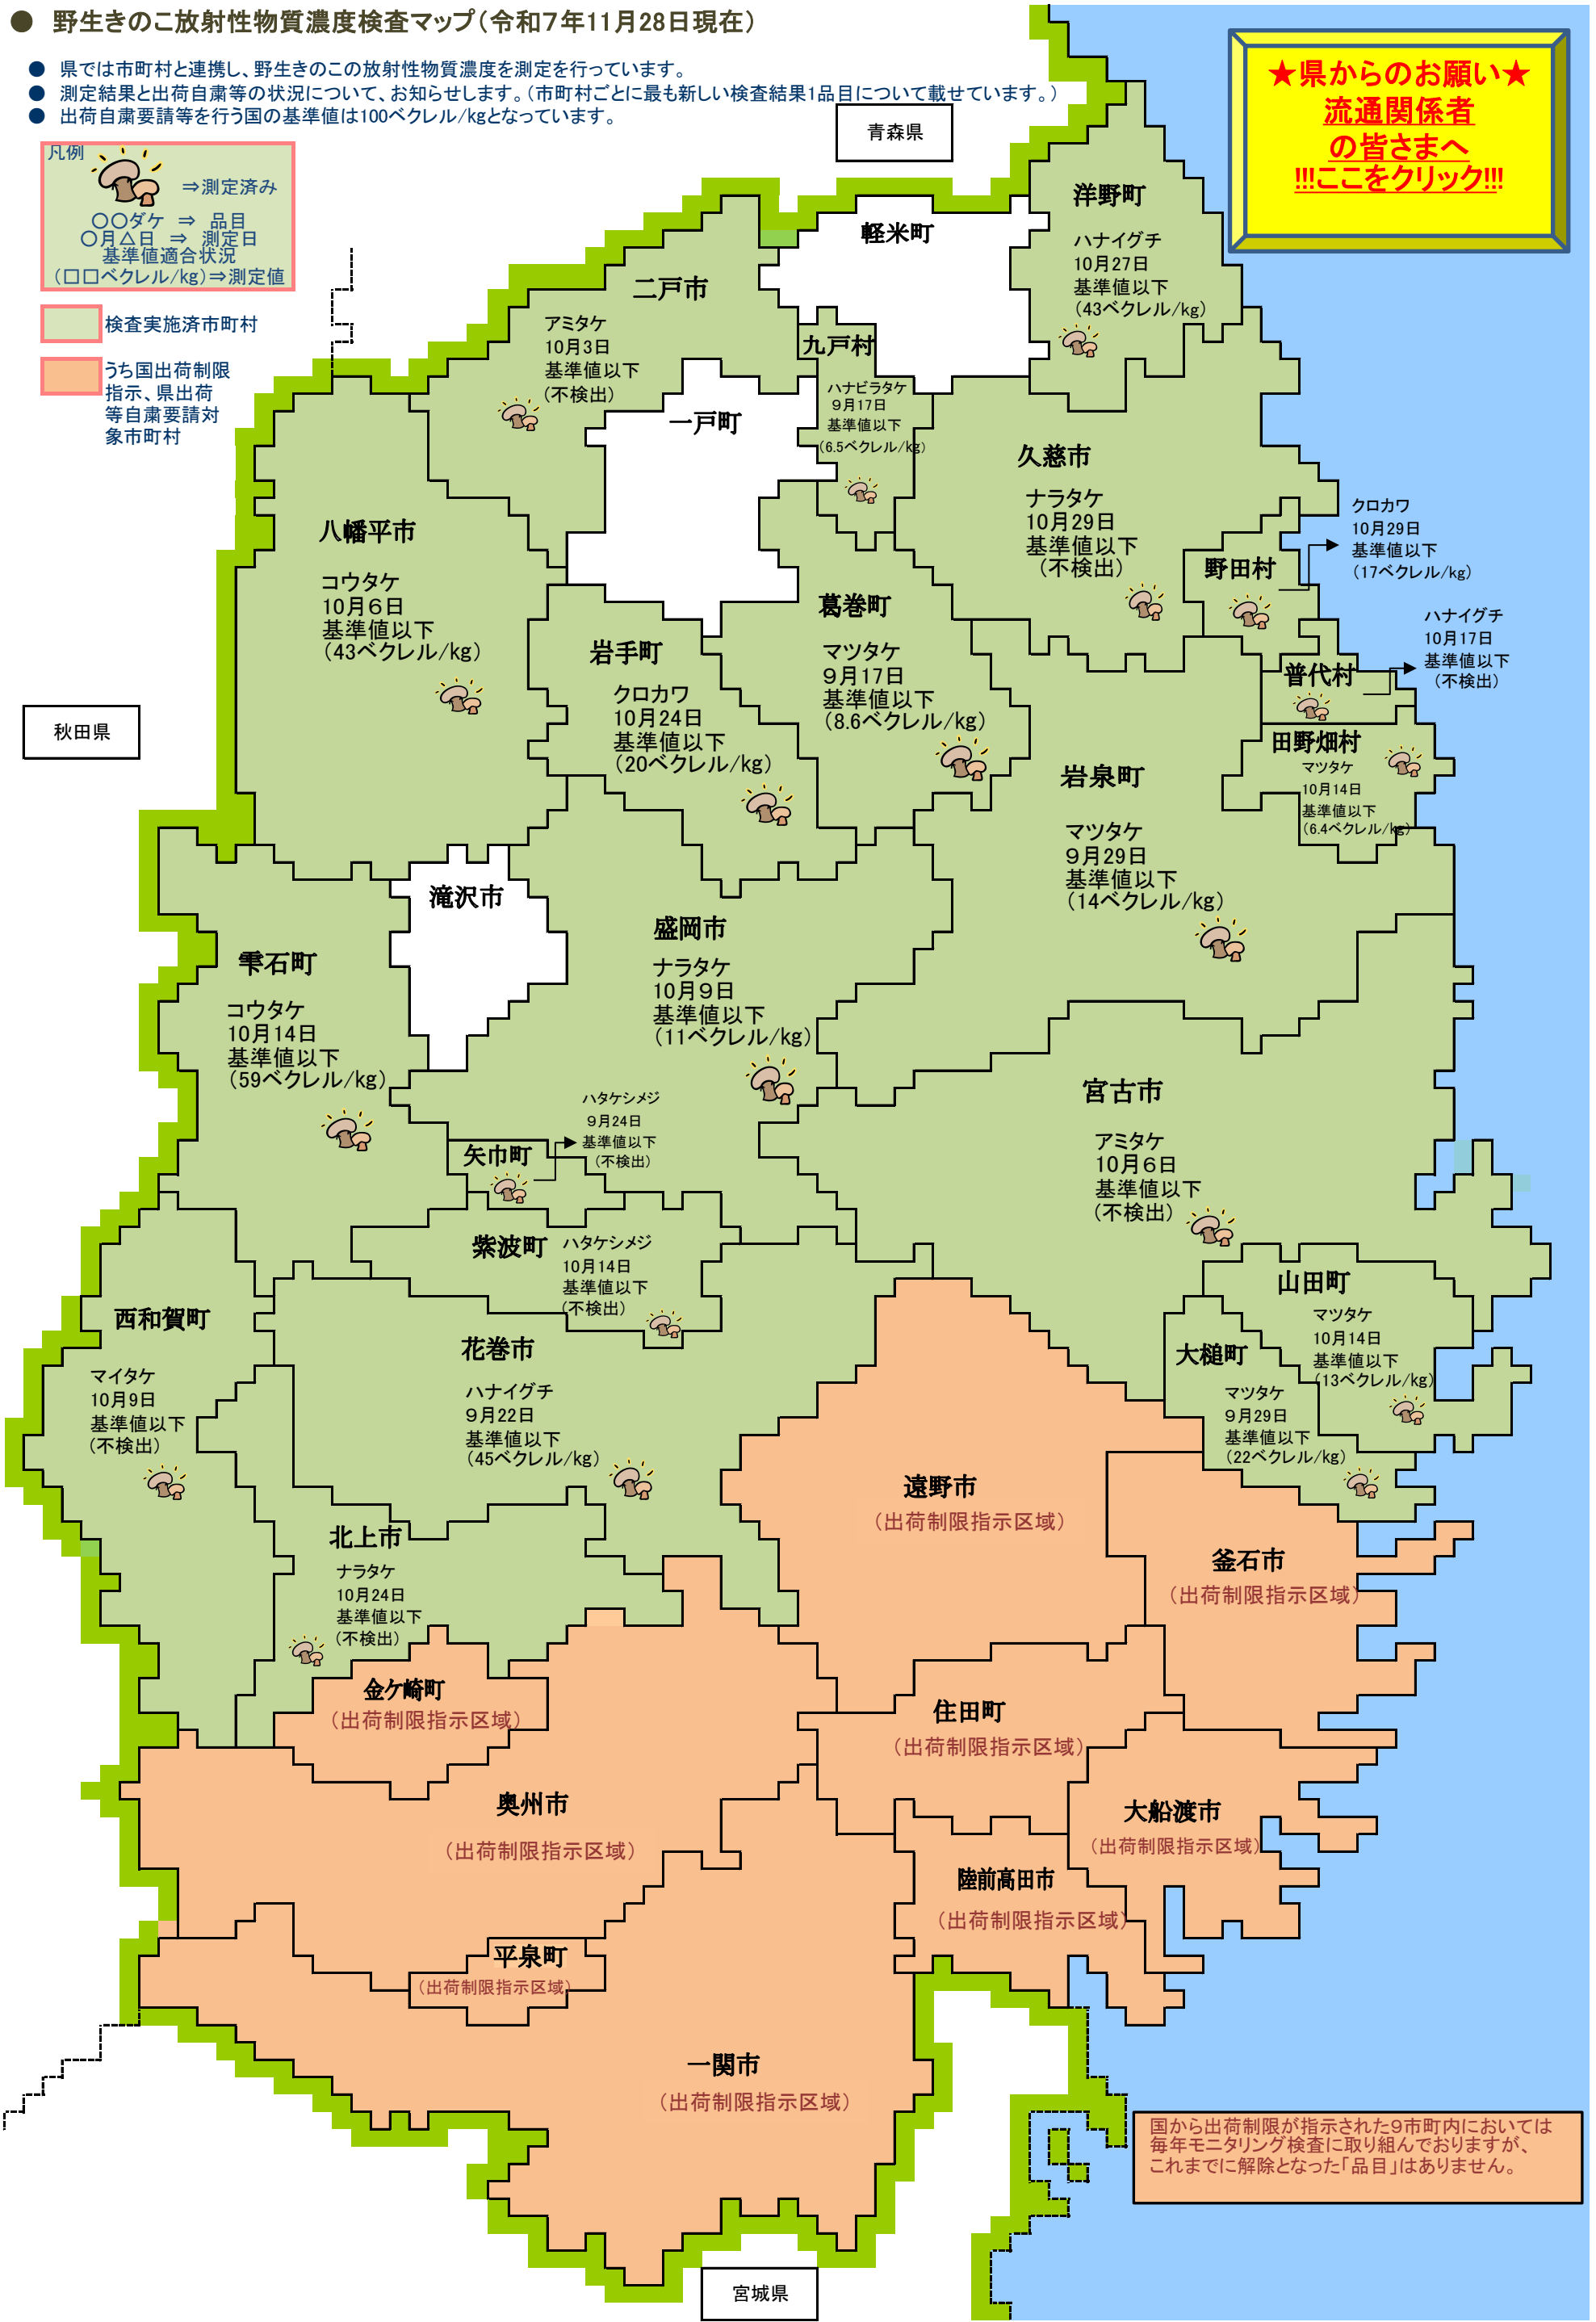 ● 野生きのこ放射性物質濃度検査マップ（令和７年11月28日現在）
● 県では市町村と連携し、野生きのこの放射性物質濃度を測定を行っています。
● 測定結果と出荷自粛等の状況について、お知らせします。（市町村ごとに最も新しい検査結果1品目について載せています。）
● 出荷自粛要請等を行う国の基準値は100ベクレル/kgとなっています。
★県からのお願い★
流通関係者
の皆さまへ
!!!ここをクリック!!!
凡例
⇒測定済み
〇〇ダケ ⇒ 品目
〇月△日 ⇒ 測定日
基準値適合状況
（□□ベクレル/kg）⇒測定値
検査実施済市町村
うち国出荷制限
指示、県出荷
等自粛要請対
象市町村
青森県
洋野町
ハナイグチ
10月27日
基準値以下
（43ベクレル/kg）
軽米町
二戸市
アミタケ
10月3日
基準値以下
（不検出）
九戸村
ハナビラタケ
９月17日
基準値以下
（6.5ベクレル/kg）
一戸町
久慈市
ナラタケ
10月29日
基準値以下
（不検出）
野田村
クロカワ
10月29日
基準値以下
（17ベクレル/kg）
八幡平市
コウタケ
10月６日
基準値以下
（43ベクレル/kg）
葛巻町
マツタケ
９月17日
基準値以下
（8.6ベクレル/kg）
岩手町
クロカワ
10月24日
基準値以下
（20ベクレル/kg）
普代村
ハナイグチ
10月17日
基準値以下
（不検出）
秋田県
田野畑村
マツタケ
10月14日
基準値以下
（6.4ベクレル/kg）
岩泉町
マツタケ
９月29日
基準値以下
（14ベクレル/kg）
滝沢市
盛岡市
ナラタケ
10月９日
基準値以下
（11ベクレル/kg）
雫石町
コウタケ
10月14日
基準値以下
（59ベクレル/kg）
宮古市
アミタケ
10月６日
基準値以下
（不検出）
矢巾町
ハタケシメジ
９月24日
基準値以下
（不検出）
紫波町
ハタケシメジ
10月14日
基準値以下
（不検出）
山田町
マツタケ
10月14日
基準値以下
（13ベクレル/kg）
西和賀町
マイタケ
10月9日
基準値以下
（不検出）
花巻市
ハナイグチ
９月22日
基準値以下
（45ベクレル/kg）
大槌町
マツタケ
９月29日
基準値以下
（22ベクレル/kg）
遠野市
（出荷制限指示区域）
北上市
ナラタケ
10月24日
基準値以下
（不検出）
釜石市
（出荷制限指示区域）
金ケ崎町
（出荷制限指示区域）
住田町
（出荷制限指示区域）
奥州市
（出荷制限指示区域）
大船渡市
（出荷制限指示区域）
陸前高田市
（出荷制限指示区域）
平泉町
（出荷制限指示区域）
一関市
（出荷制限指示区域）
国から出荷制限が指示された９市町内においては
毎年モニタリング検査に取り組んでおりますが、
これまでに解除となった「品目」はありません。
宮城県